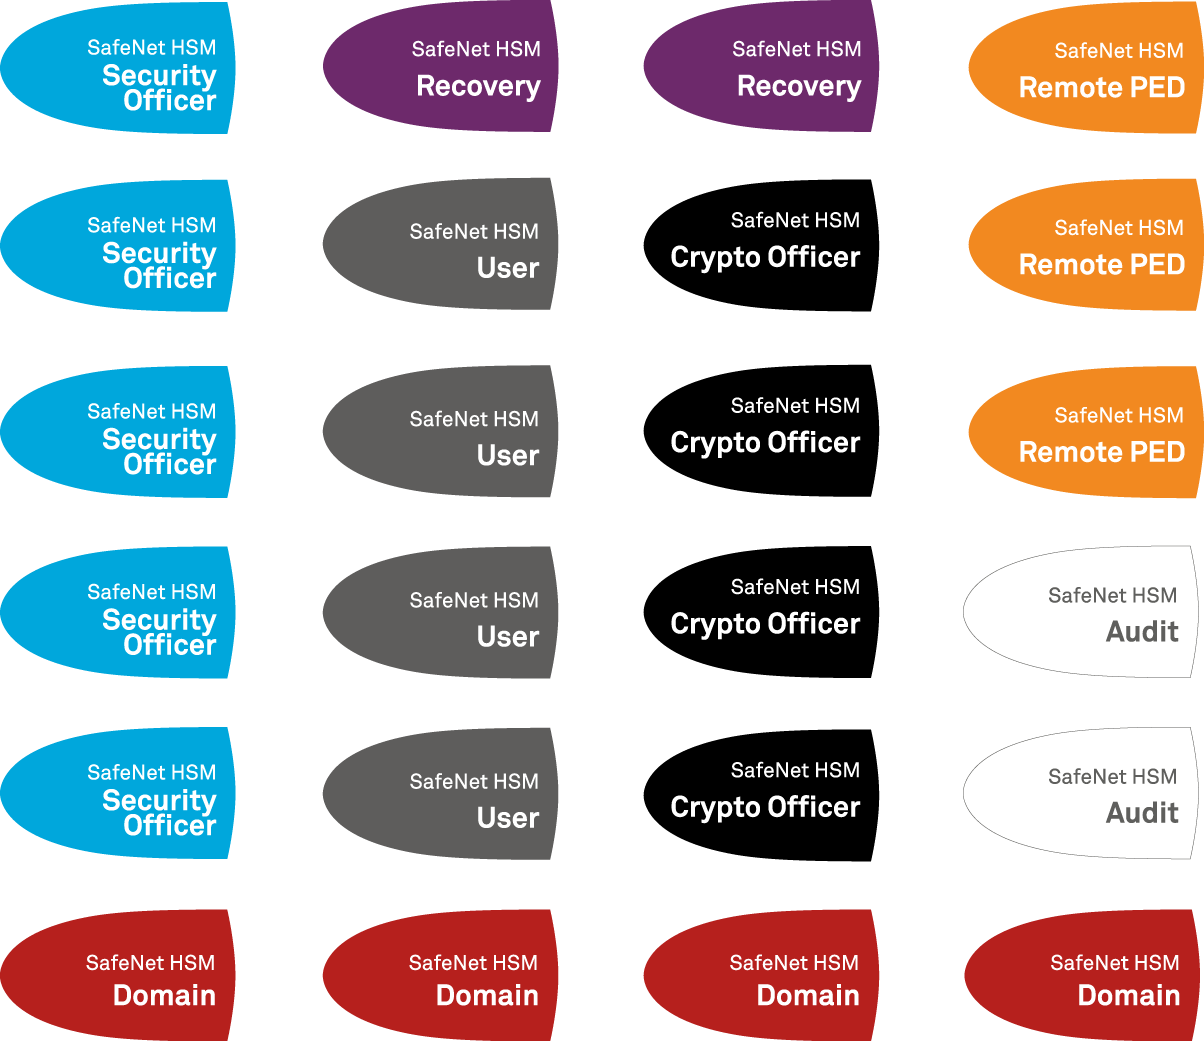 SafeNet HSM
Security
Officer
SafeNet HSM
Recovery
SafeNet HSM
Recovery
SafeNet HSM
Remote PED
SafeNet HSM
Security
Officer
SafeNet HSM
User
SafeNet HSM
Crypto Officer
SafeNet HSM
Remote PED
SafeNet HSM
Security
Officer
SafeNet HSM
User
SafeNet HSM
Crypto Officer
SafeNet HSM
Remote PED
SafeNet HSM
Security
Officer
SafeNet HSM
User
SafeNet HSM
Crypto Officer
SafeNet HSM
Audit
SafeNet HSM
Security
Officer
SafeNet HSM
User
SafeNet HSM
Crypto Officer
SafeNet HSM
Audit
SafeNet HSM
Domain
SafeNet HSM
Domain
SafeNet HSM
Domain
SafeNet HSM
Domain